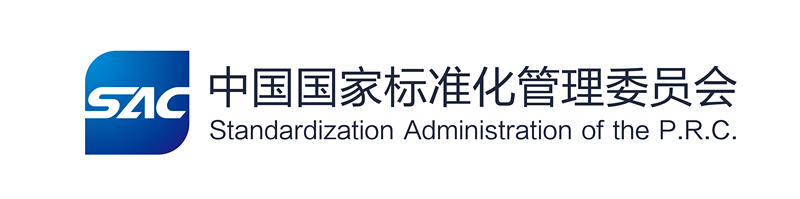 SAC
中国国家标准化管理委员会
Standardization Administration of the P.R.C.